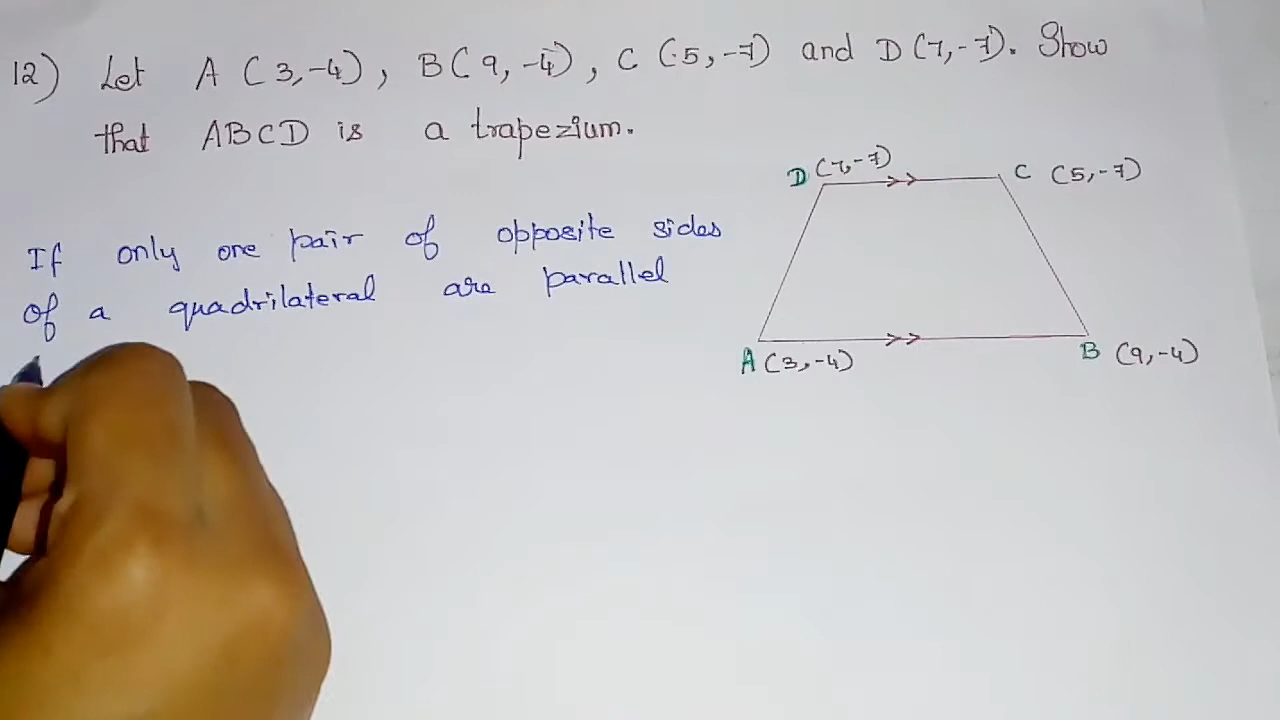 12) Let A (3,-4), B(9,-4), C (5,-7) and D(7,-7). Show
that ABCD is a trapezium.
D (7,-7)
C (5,-7)
If only one pair of opposite sides
of a quadrilateral are parallel
A (3,-4)
B (9,-4)